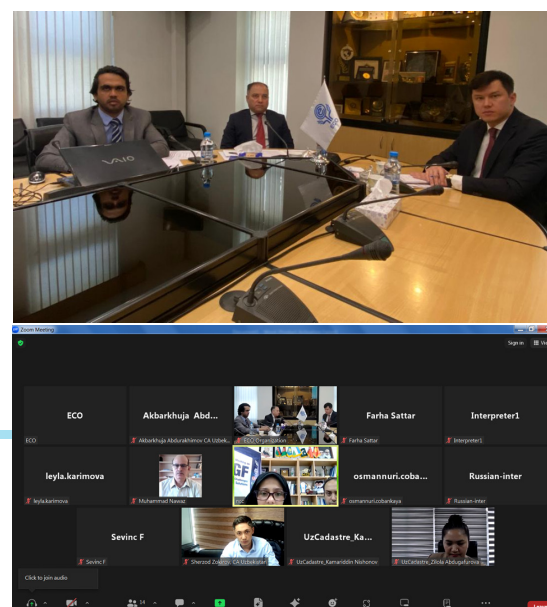 VAIO
Zoom Meeting
Sign in
ECO
Akbarkhuja Abd...
Farha Sattar
Interpreter1
ECO
Akbarkhuja Abdurakhimov CA Uzbek...
ECO Organization
Farha Sattar
Interpreter1
GF
leyla.karimova
osmannuri.coba...
Russian-inter
leyla.karimova
Muhammad Nawaz
osmannuri.cobankaya
Russian-inter
Sevinc F
UzCadastre_Ka...
Sevinc F
UzCadastre_Kamariddin Nishonov
UzCadastre_Zilola Abdugafarova
Click to join audio
14